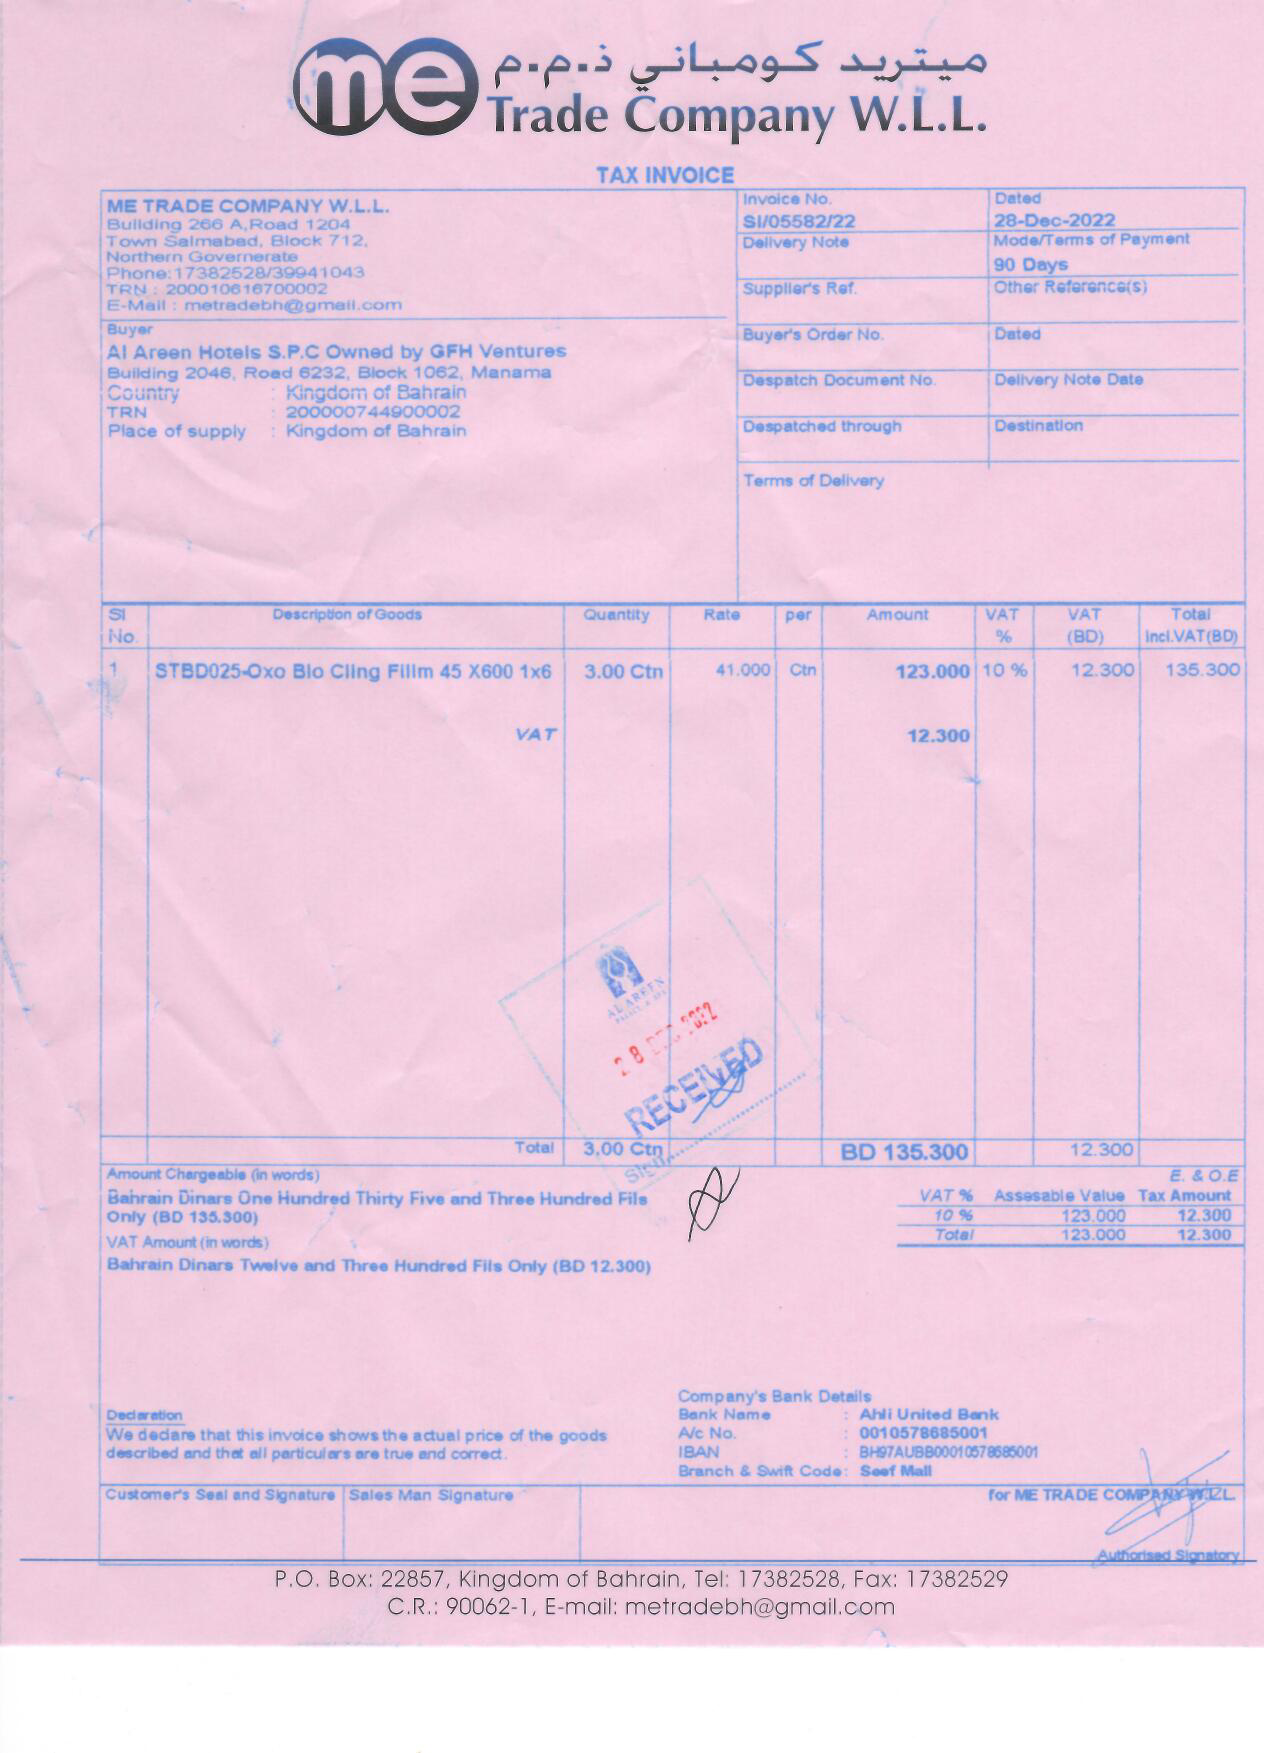 me ميتريد كومباني ذ.م.م
Trade Company W.L.L.
TAX INVOICE
ME TRADE COMPANY W.L.L.
Building 266 A,Road 1204
Town Salmabad, Block 712,
Northern Governerate
Phone:17382528/39941043
TRN : 200010616700002
E-Mail : metradebh@gmail.com
Buyer
Al Areen Hotels S.P.C Owned by GFH Ventures
Building 2046, Road 6232, Block 1062, Manama
Country : Kingdom of Bahrain
TRN : 200000744900002
Place of supply : Kingdom of Bahrain
Invoice No. Dated
SI/05582/22 28-Dec-2022
Delivery Note Mode/Terms of Payment
90 Days
Supplier's Ref. Other Reference(s)
Buyer's Order No. Dated
Despatch Document No. Delivery Note Date
Despatched through Destination
Terms of Delivery
Sl No. Description of Goods Quantity Rate per Amount VAT % VAT (BD) Total Incl.VAT(BD)
1 STBD025-Oxo Bio Cling Fillm 45 X600 1x6 3.00 Ctn 41.000 Ctn 123.000 10 % 12.300 135.300
VAT 12.300
AL AREEN
28 DEC 2022
RECEIVED
Sign
Total 3.00 Ctn BD 135.300 12.300
Amount Chargeable (in words) E. & O.E
Bahrain Dinars One Hundred Thirty Five and Three Hundred Fils
Only (BD 135.300)
VAT Amount (in words)
Bahrain Dinars Twelve and Three Hundred Fils Only (BD 12.300)
VAT % Assesable Value Tax Amount
10 % 123.000 12.300
Total 123.000 12.300
Company's Bank Details
Bank Name : Ahli United Bank
A/c No. : 0010578685001
IBAN : BH97AUBB00010578685001
Branch & Swift Code : Seef Mall
Declaration
We declare that this invoice shows the actual price of the goods
described and that all particulars are true and correct.
Customer's Seal and Signature Sales Man Signature for ME TRADE COMPANY W.L.L.
Authorised Signatory
P.O. Box: 22857, Kingdom of Bahrain, Tel: 17382528, Fax: 17382529
C.R.: 90062-1, E-mail: metradebh@gmail.com